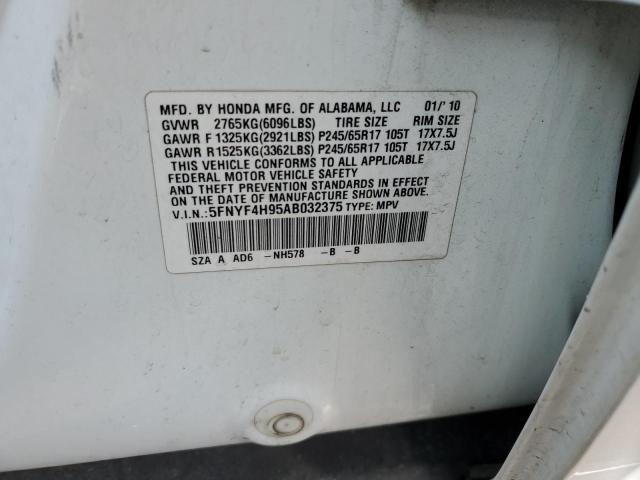 MFD. BY HONDA MFG. OF ALABAMA, LLC 01/'10
GVWR 2765KG(6096LBS) TIRE SIZE RIM SIZE
GAWR F 1325KG(2921LBS) P245/65R17 105T 17X7.5J
GAWR R 1525KG(3362LBS) P245/65R17 105T 17X7.5J
THIS VEHICLE CONFORMS TO ALL APPLICABLE
FEDERAL MOTOR VEHICLE SAFETY
AND THEFT PREVENTION STANDARDS IN EFFECT ON
THE DATE OF MANUFACTURE SHOWN ABOVE.
V.I.N.:5FNYF4H95AB032375 TYPE: MPV
SZA A AD6 -NH578 -B -B